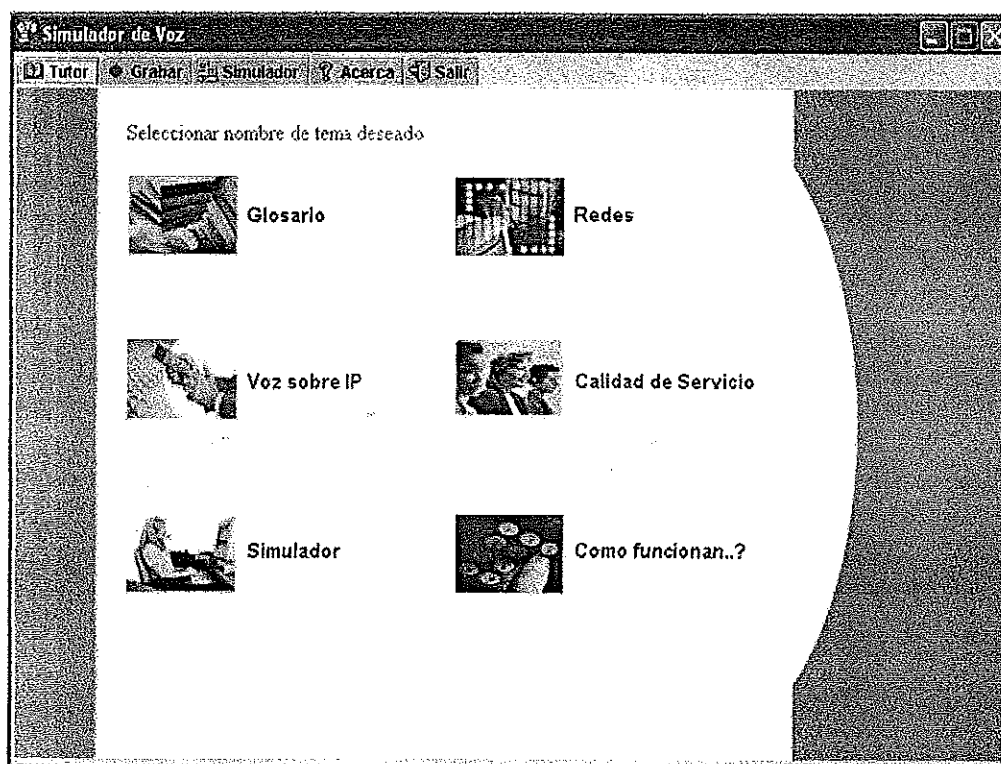 Simulador de Voz
Tutor Grabar Simulador Acerca Salir
Seleccionar nombre de tema deseado
Glosario Redes
Voz sobre IP Calidad de Servicio
Simulador Como funcionan..?